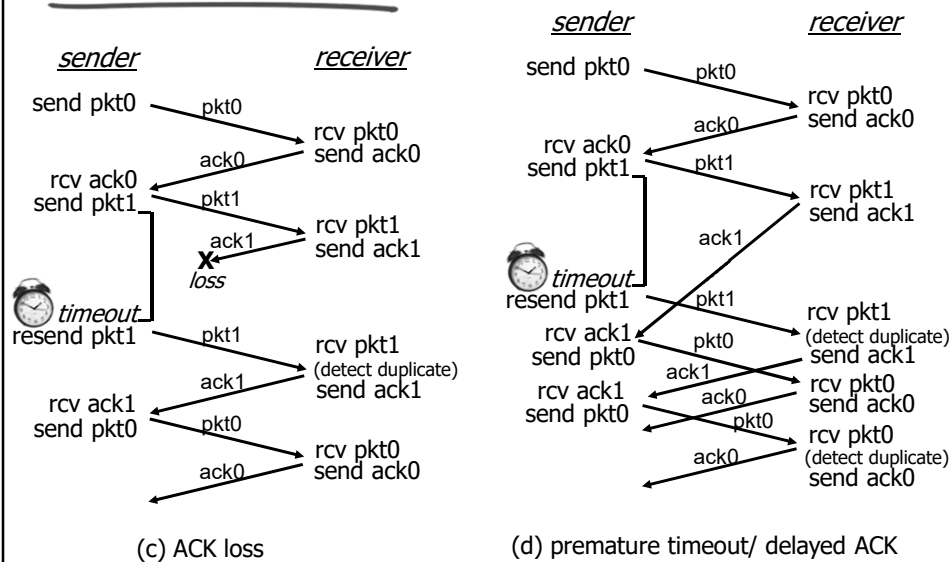 sender
receiver
send pkt0
pkt0
rcv pkt0
send ack0
ack0
rcv ack0
send pkt1
pkt1
rcv pkt1
send ack1
ack1
X
loss
timeout
resend pkt1
pkt1
rcv pkt1
(detect duplicate)
send ack1
ack1
rcv ack1
send pkt0
pkt0
rcv pkt0
send ack0
ack0
(c) ACK loss
sender
receiver
send pkt0
pkt0
rcv pkt0
send ack0
ack0
rcv ack0
send pkt1
pkt1
rcv pkt1
send ack1
ack1
timeout
resend pkt1
pkt1
rcv pkt1
(detect duplicate)
send ack1
rcv ack1
send pkt0
pkt0
ack1
rcv pkt0
send ack0
rcv ack1
send pkt0
ack0
pkt0
rcv pkt0
(detect duplicate)
send ack0
ack0
(d) premature timeout/ delayed ACK